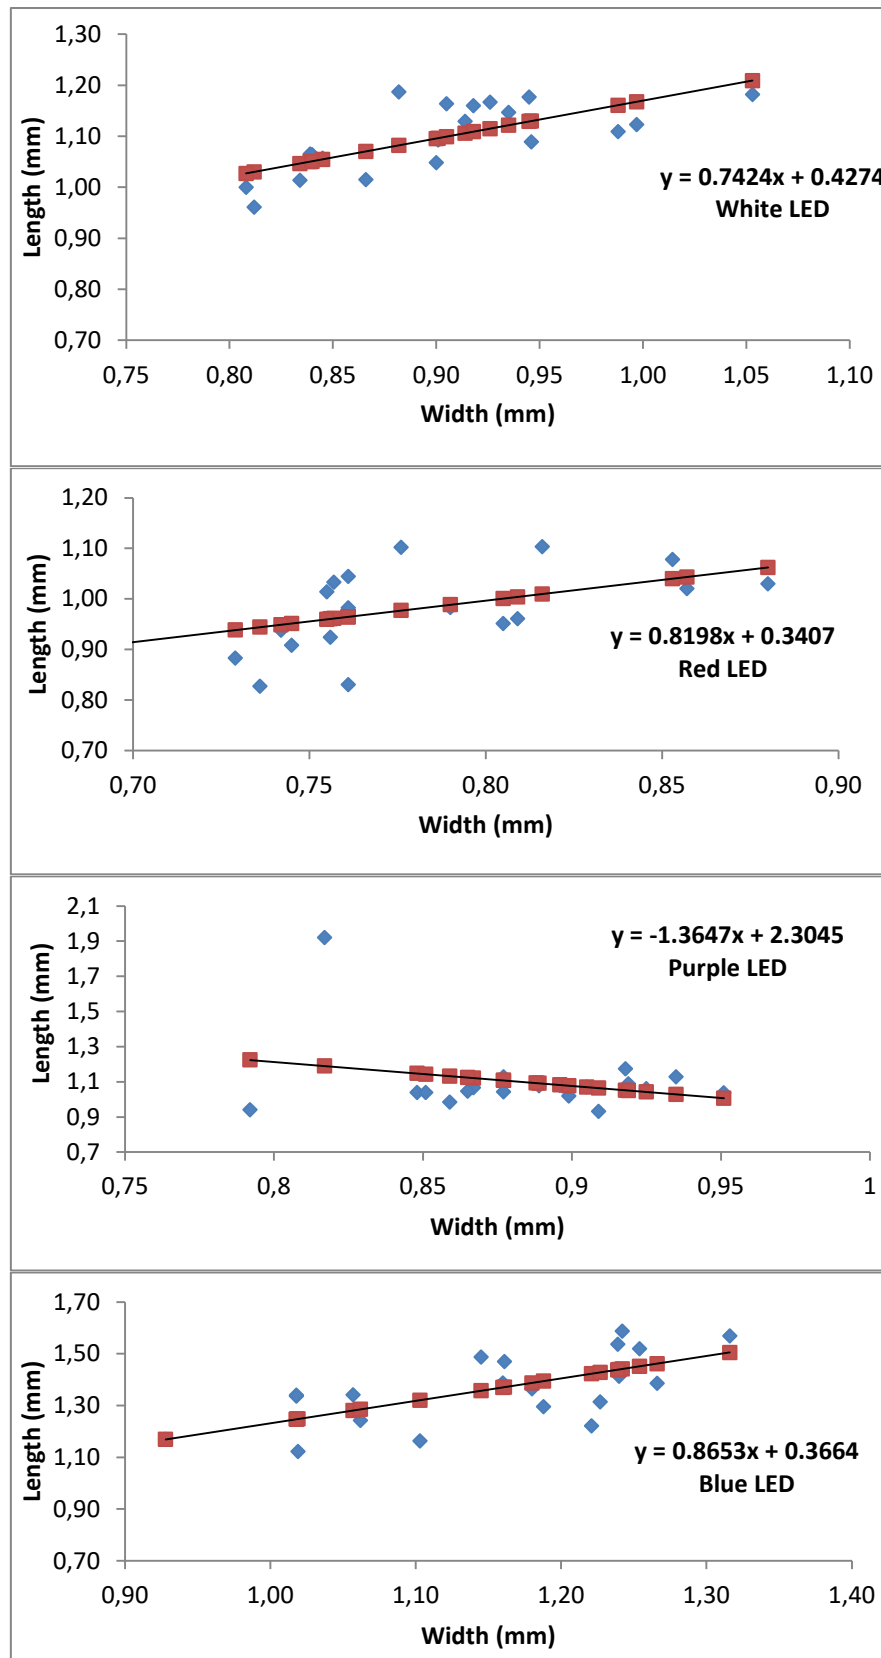 1,30
1,20
1,10
1,00
0,90
0,80
0,70
Length (mm)
y = 0.7424x + 0.4274
White LED
0,75 0,80 0,85 0,90 0,95 1,00 1,05 1,10
Width (mm)
1,20
1,10
1,00
0,90
0,80
0,70
Length (mm)
y = 0.8198x + 0.3407
Red LED
0,70 0,75 0,80 0,85 0,90
Width (mm)
2,1
1,9
1,7
1,5
1,3
1,1
0,9
0,7
Length (mm)
y = -1.3647x + 2.3045
Purple LED
0,75 0,8 0,85 0,9 0,95 1
Width (mm)
1,70
1,50
1,30
1,10
0,90
0,70
Length (mm)
y = 0.8653x + 0.3664
Blue LED
0,90 1,00 1,10 1,20 1,30 1,40
Width (mm)